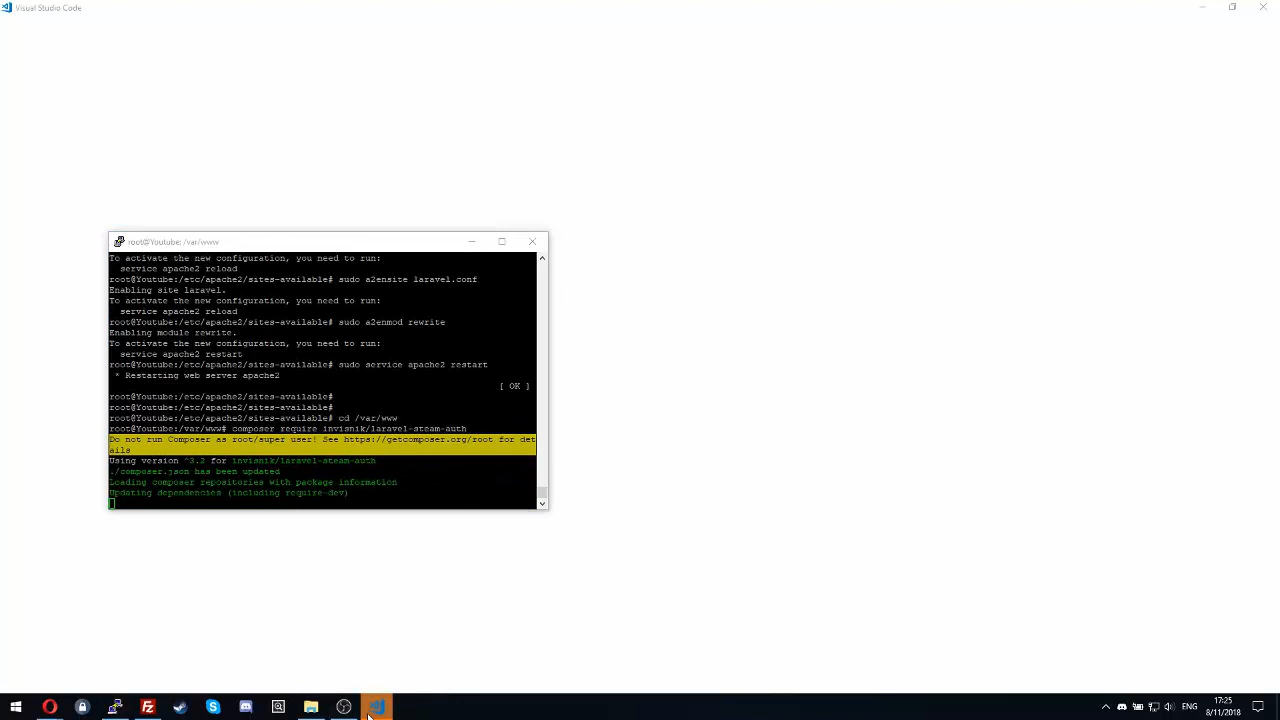 Visual Studio Code
root@Youtube: /var/www
To activate the new configuration, you need to run:
service apache2 reload
root@Youtube:/etc/apache2/sites-available# sudo a2ensite laravel.conf
Enabling site laravel.
To activate the new configuration, you need to run:
service apache2 reload
root@Youtube:/etc/apache2/sites-available# sudo a2enmod rewrite
Enabling module rewrite.
To activate the new configuration, you need to run:
service apache2 restart
root@Youtube:/etc/apache2/sites-available# sudo service apache2 restart
* Restarting web server apache2
[ OK ]
root@Youtube:/etc/apache2/sites-available#
root@Youtube:/etc/apache2/sites-available#
root@Youtube:/etc/apache2/sites-available# cd /var/www
root@Youtube:/var/www# composer require invisnik/laravel-steam-auth
Do not run Composer as root/super user! See https://getcomposer.org/root for det
ails
Using version ^3.2 for invisnik/laravel-steam-auth
./composer.json has been updated
Loading composer repositories with package information
Updating dependencies (including require-dev)
ENG
17:25
8/11/2018